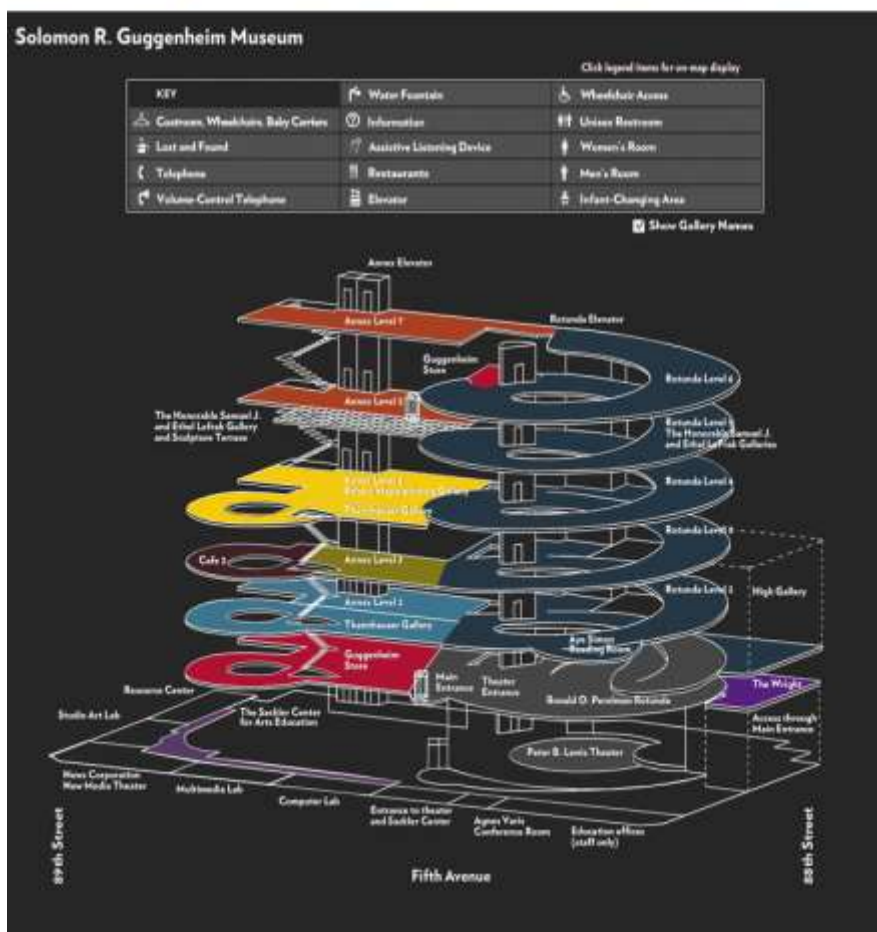 Solomon R. Guggenheim Museum
Click legend items for on-map display
KEY
Coatroom, Wheelchairs, Baby Carriers
Lost and Found
Telephone
Volume-Control Telephone
Water Fountain
Information
Assistive Listening Device
Restaurants
Elevator
Wheelchair Access
Unisex Restroom
Women's Room
Men's Room
Infant-Changing Area
Show Gallery Names
Annex Elevator
Annex Level 7
Rotunda Elevator
Guggenheim
Store
Rotunda Level 6
Annex Level 5
The Honorable Samuel J.
and Ethel Lefrak Gallery
and Sculpture Terrace
Rotunda Level 5
The Honorable Samuel J.
and Ethel LeFrak Galleries
Annex Level 4
Thannhauser Gallery
Rotunda Level 4
Rotunda Level 3
Cafe 3
Annex Level 3
Annex Level 2
Thannhauser Gallery
Rotunda Level 2
High Gallery
Aye Simon
Reading Room
Guggenheim
Store
Main
Entrance
Theater
Entrance
Ronald O. Perelman Rotunda
The Wright
Access through
Main Entrance
Resource Center
Studio Art Lab
The Sackler Center
for Arts Education
Peter B. Lewis Theater
News Corporation
New Media Theater
Multimedia Lab
Computer Lab
Entrance to theater
and Sackler Center
Agnes Varis
Conference Room
Education offices
(staff only)
89th Street
Fifth Avenue
88th Street